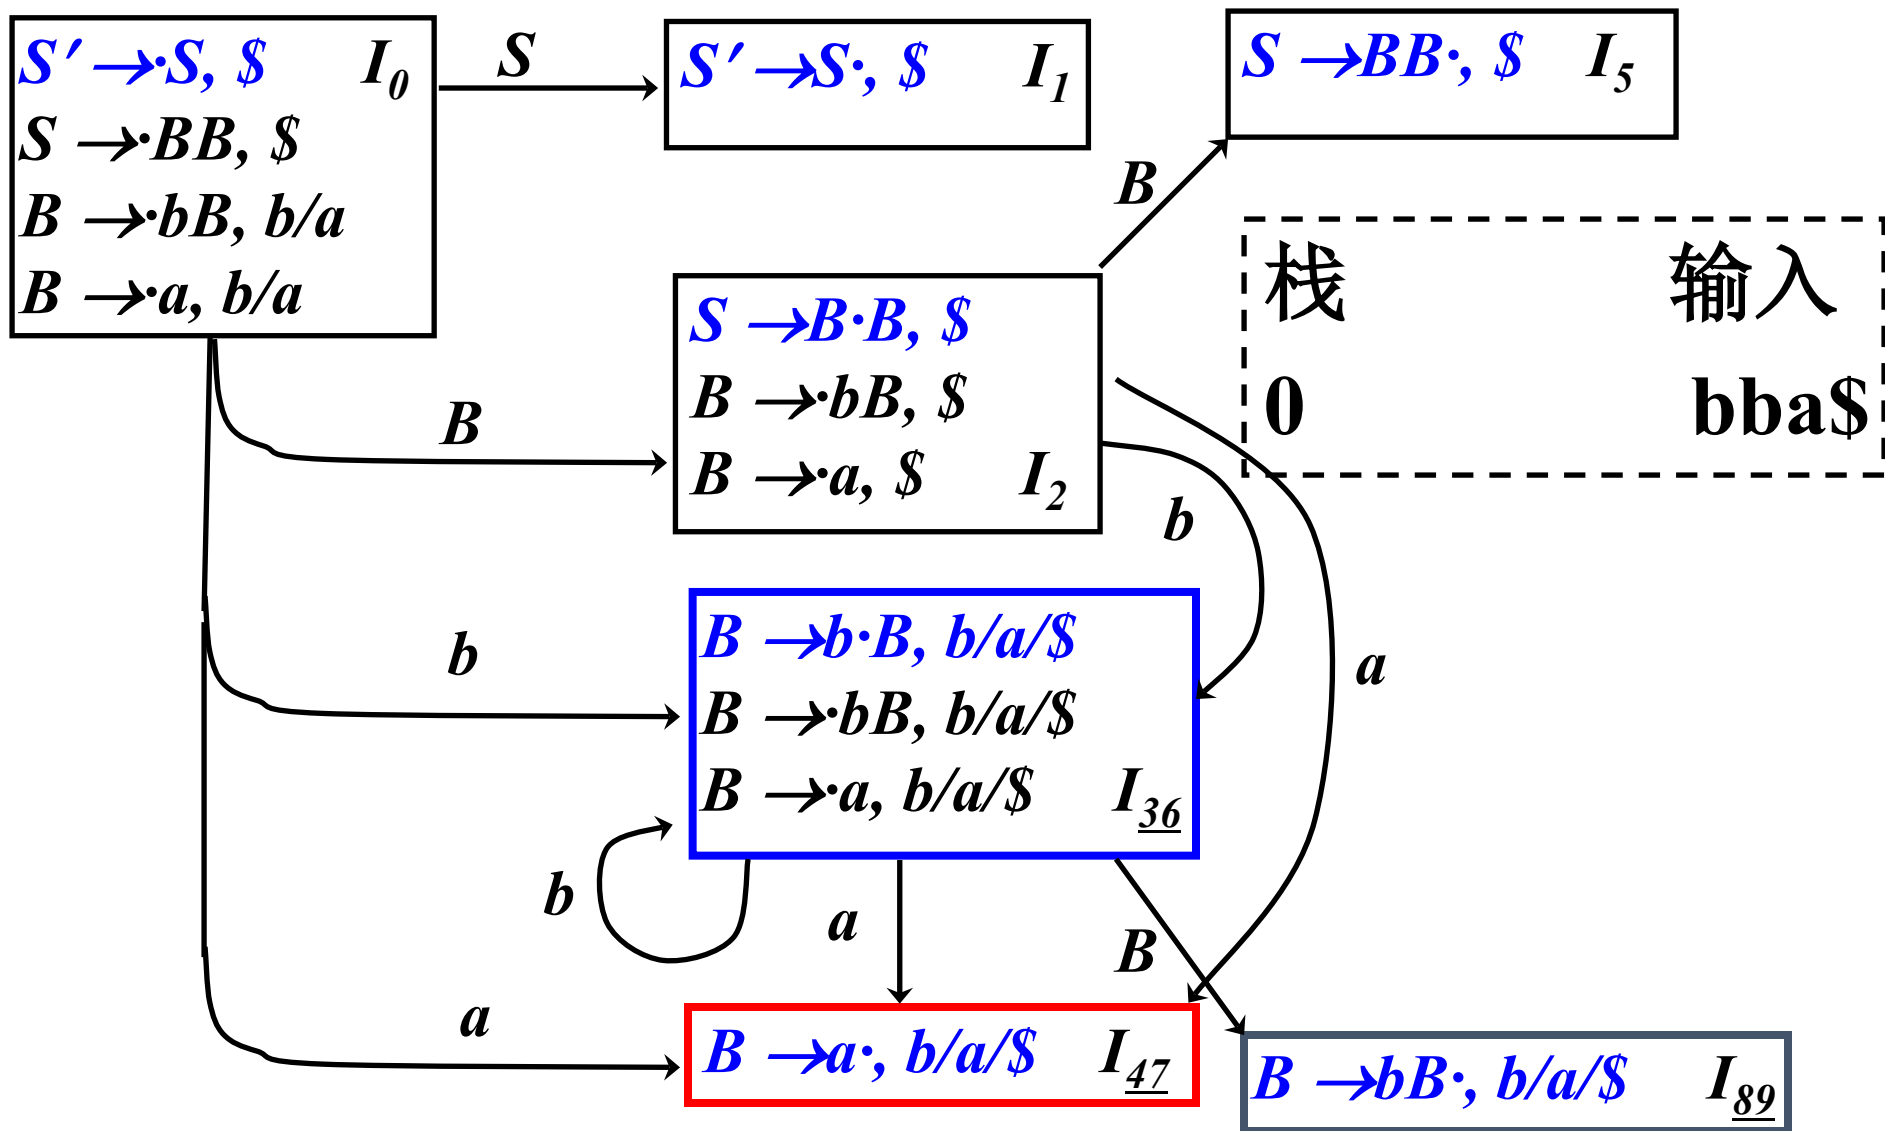 S′ →·S, $ I0
S →·BB, $
B →·bB, b/a
B →·a, b/a
S
S′ →S·, $ I1
S →BB·, $ I5
B
栈 输入
0 bba$
B
S →B·B, $
B →·bB, $
B →·a, $ I2
b
a
b
B →b·B, b/a/$
B →·bB, b/a/$
B →·a, b/a/$ I36
b
a
B
a
B →a·, b/a/$ I47
B →bB·, b/a/$ I89